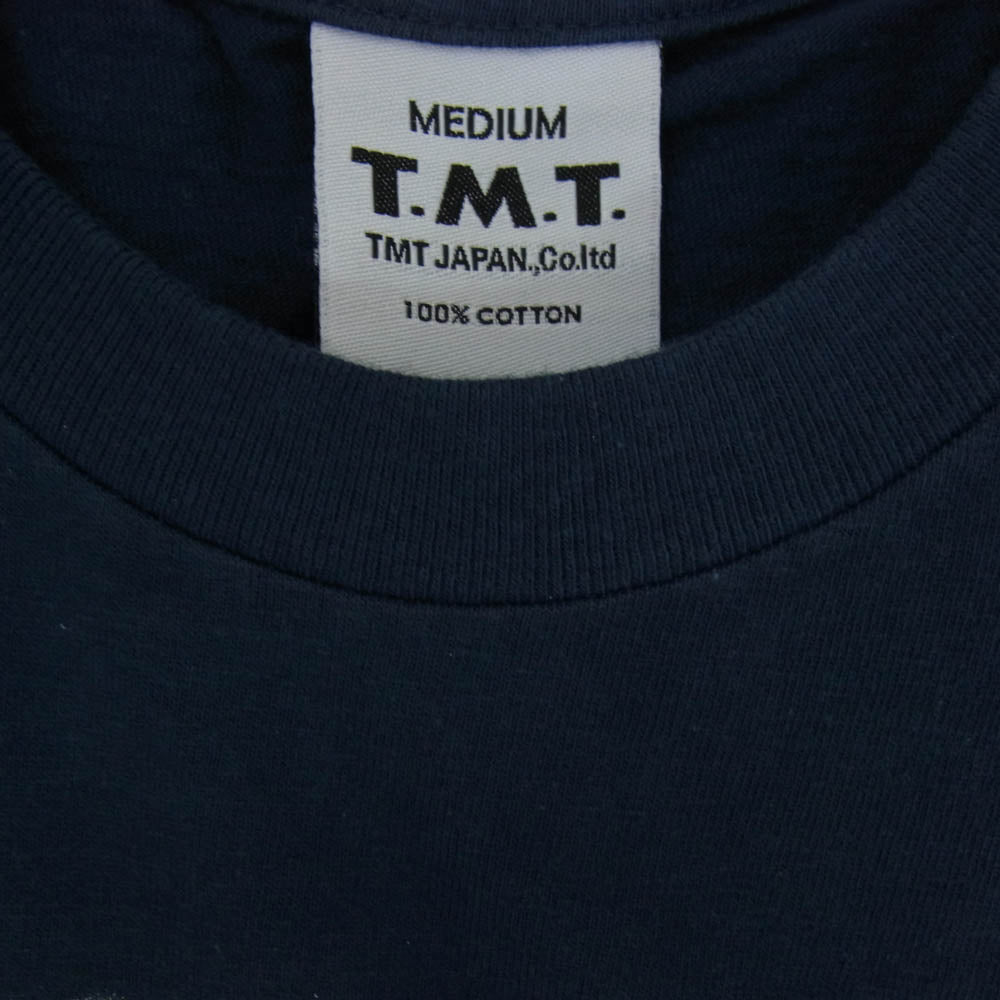 MEDIUM
T.M.T.
TMT JAPAN.,Co.ltd
100% COTTON